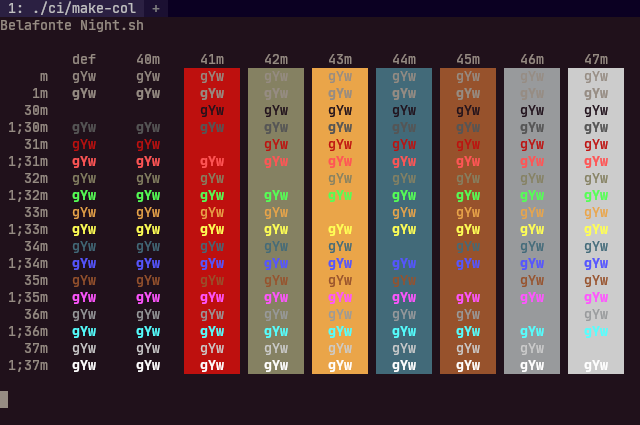 1: ./ci/make-col +
Belafonte Night.sh
def 40m 41m 42m 43m 44m 45m 46m 47m
m gYw gYw gYw gYw gYw gYw gYw gYw gYw
1m gYw gYw gYw gYw gYw gYw gYw gYw gYw
30m gYw gYw gYw gYw gYw gYw gYw
1;30m gYw gYw gYw gYw gYw gYw gYw gYw gYw
31m gYw gYw gYw gYw gYw gYw gYw gYw
1;31m gYw gYw gYw gYw gYw gYw gYw gYw gYw
32m gYw gYw gYw gYw gYw gYw gYw gYw
1;32m gYw gYw gYw gYw gYw gYw gYw gYw gYw
33m gYw gYw gYw gYw gYw gYw gYw gYw
1;33m gYw gYw gYw gYw gYw gYw gYw gYw gYw
34m gYw gYw gYw gYw gYw gYw gYw gYw
1;34m gYw gYw gYw gYw gYw gYw gYw gYw gYw
35m gYw gYw gYw gYw gYw gYw gYw gYw
1;35m gYw gYw gYw gYw gYw gYw gYw gYw gYw
36m gYw gYw gYw gYw gYw gYw gYw gYw
1;36m gYw gYw gYw gYw gYw gYw gYw gYw gYw
37m gYw gYw gYw gYw gYw gYw gYw gYw
1;37m gYw gYw gYw gYw gYw gYw gYw gYw gYw